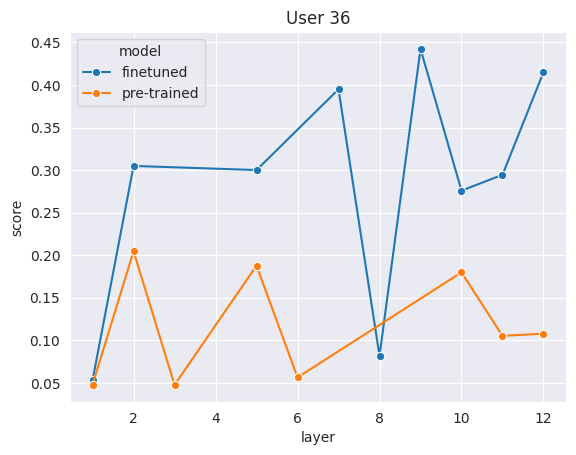 User 36
model
finetuned
pre-trained
0.45
0.40
0.35
0.30
0.25
0.20
0.15
0.10
0.05
score
2 4 6 8 10 12
layer